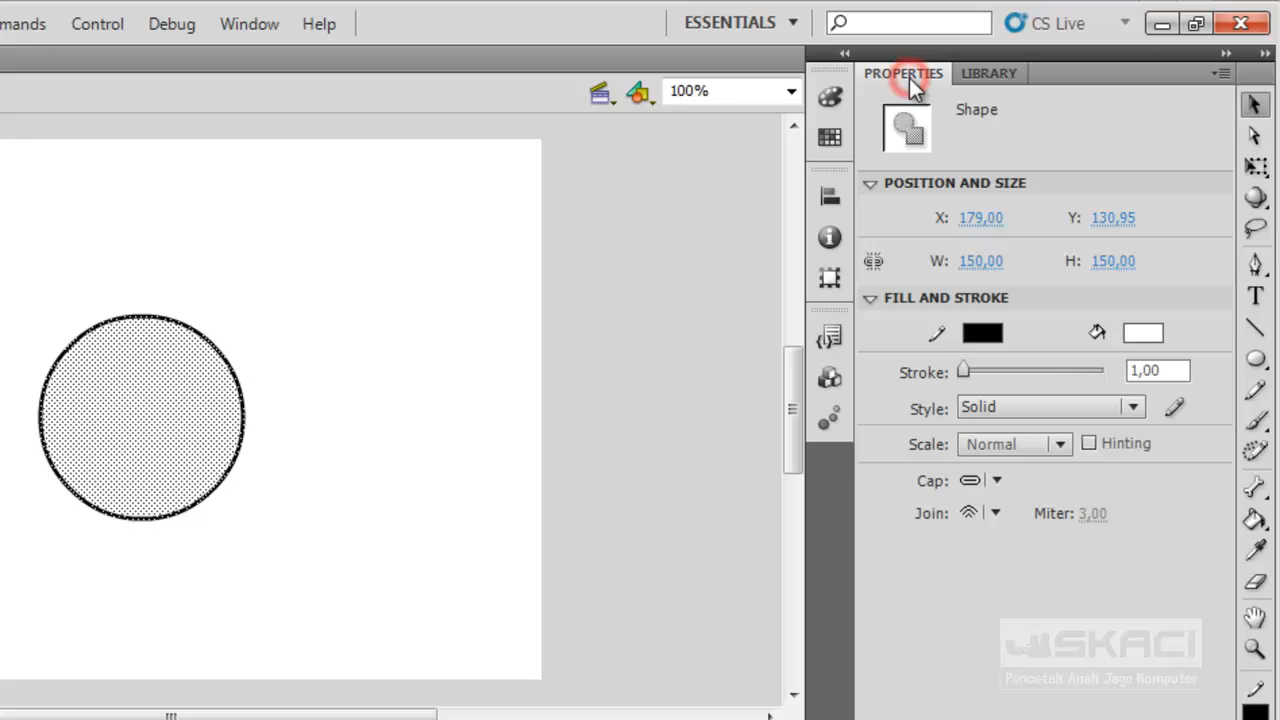 mands Control Debug Window Help ESSENTIALS CS Live
PROPERTIES LIBRARY
100%
Shape
POSITION AND SIZE
X: 179,00 Y: 130,95
W: 150,00 H: 150,00
FILL AND STROKE
Stroke: 1,00
Style: Solid
Scale: Normal Hinting
Cap:
Join: Miter: 3,00
JISKACI
Pencetak Anak Jago Komputer